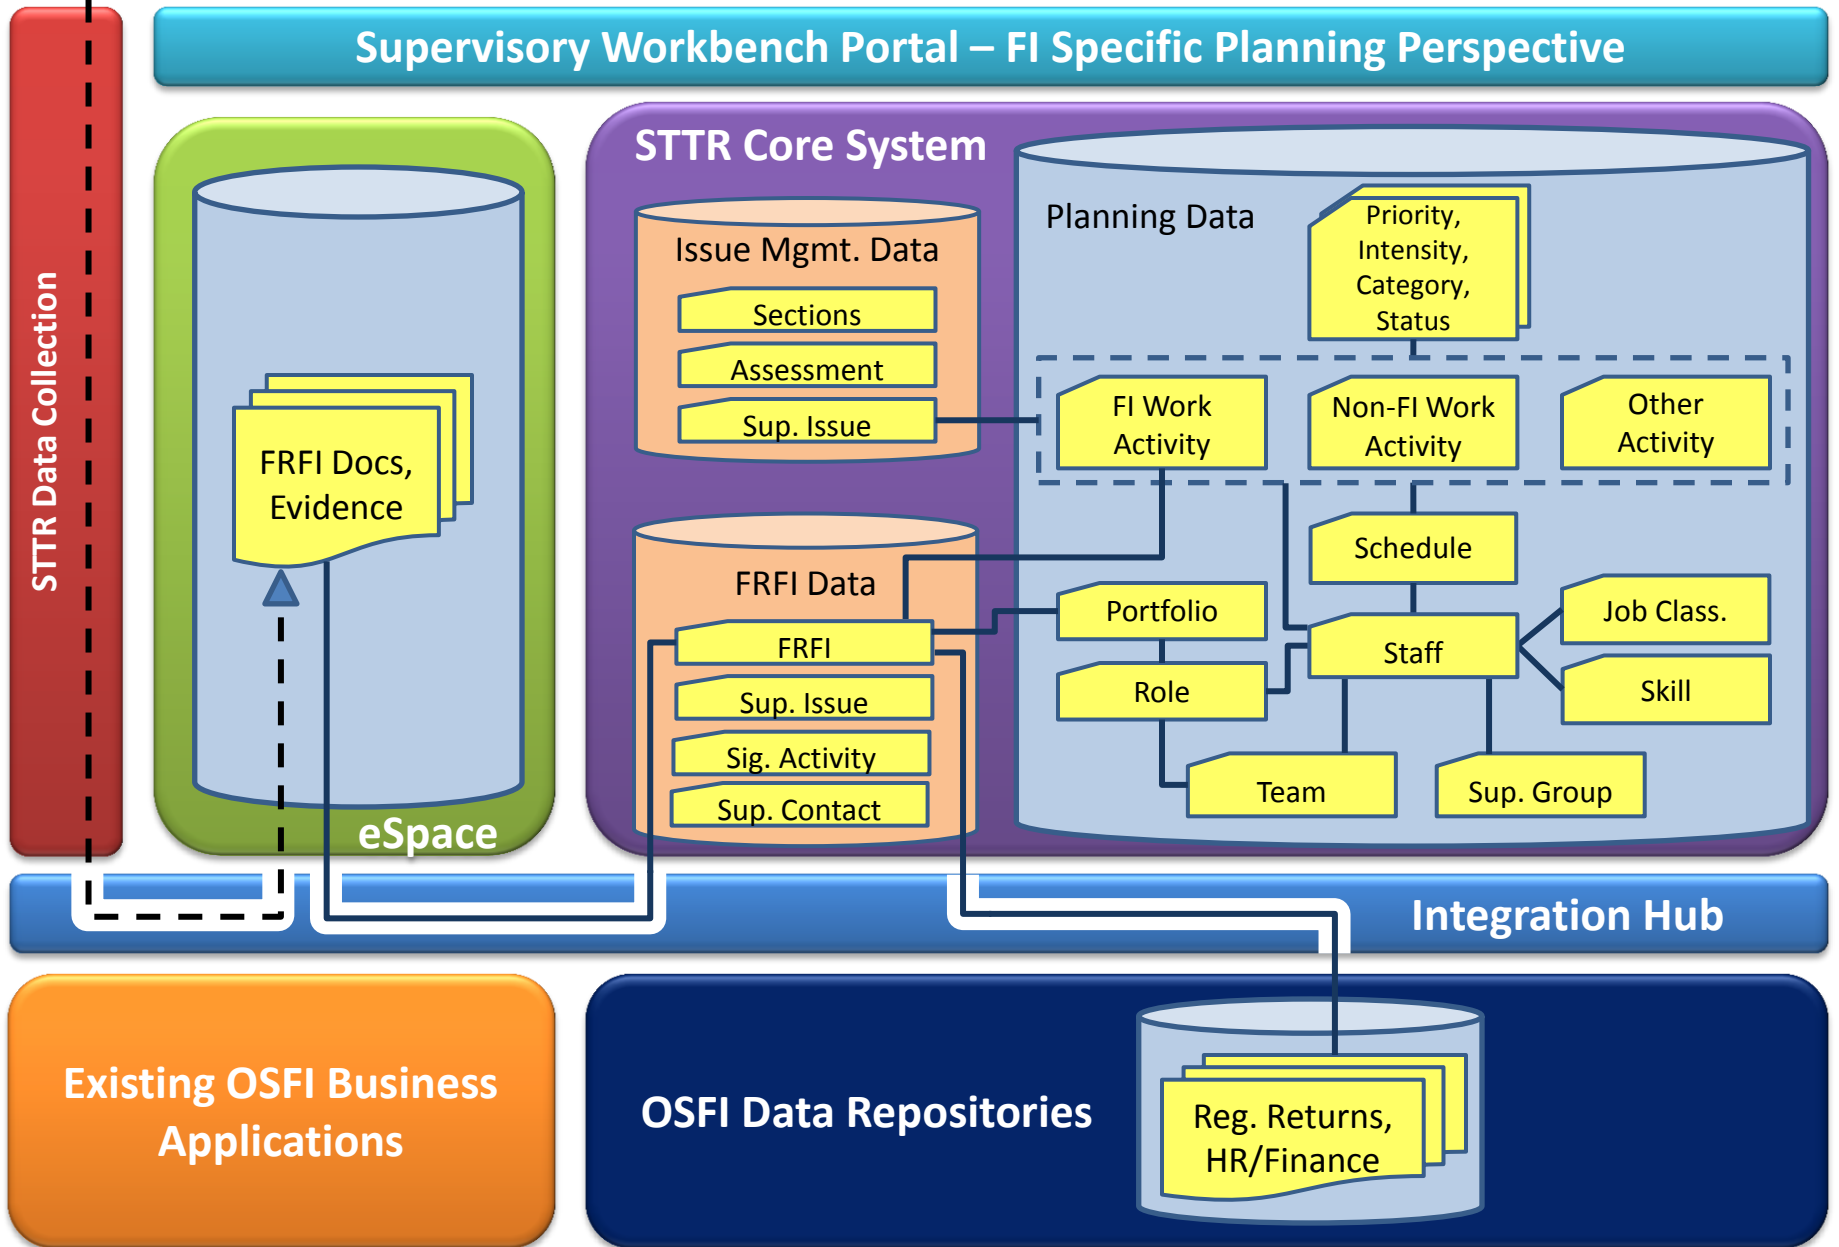 Supervisory Workbench Portal – FI Specific Planning Perspective
STTR Data Collection
FRFI Docs,
Evidence
eSpace
STTR Core System
Issue Mgmt. Data
Sections
Assessment
Sup. Issue
FRFI Data
FRFI
Sup. Issue
Sig. Activity
Sup. Contact
Planning Data
Priority,
Intensity,
Category,
Status
FI Work
Activity
Non-FI Work
Activity
Other
Activity
Schedule
Portfolio
Role
Staff
Job Class.
Skill
Team
Sup. Group
Integration Hub
Existing OSFI Business
Applications
OSFI Data Repositories
Reg. Returns,
HR/Finance